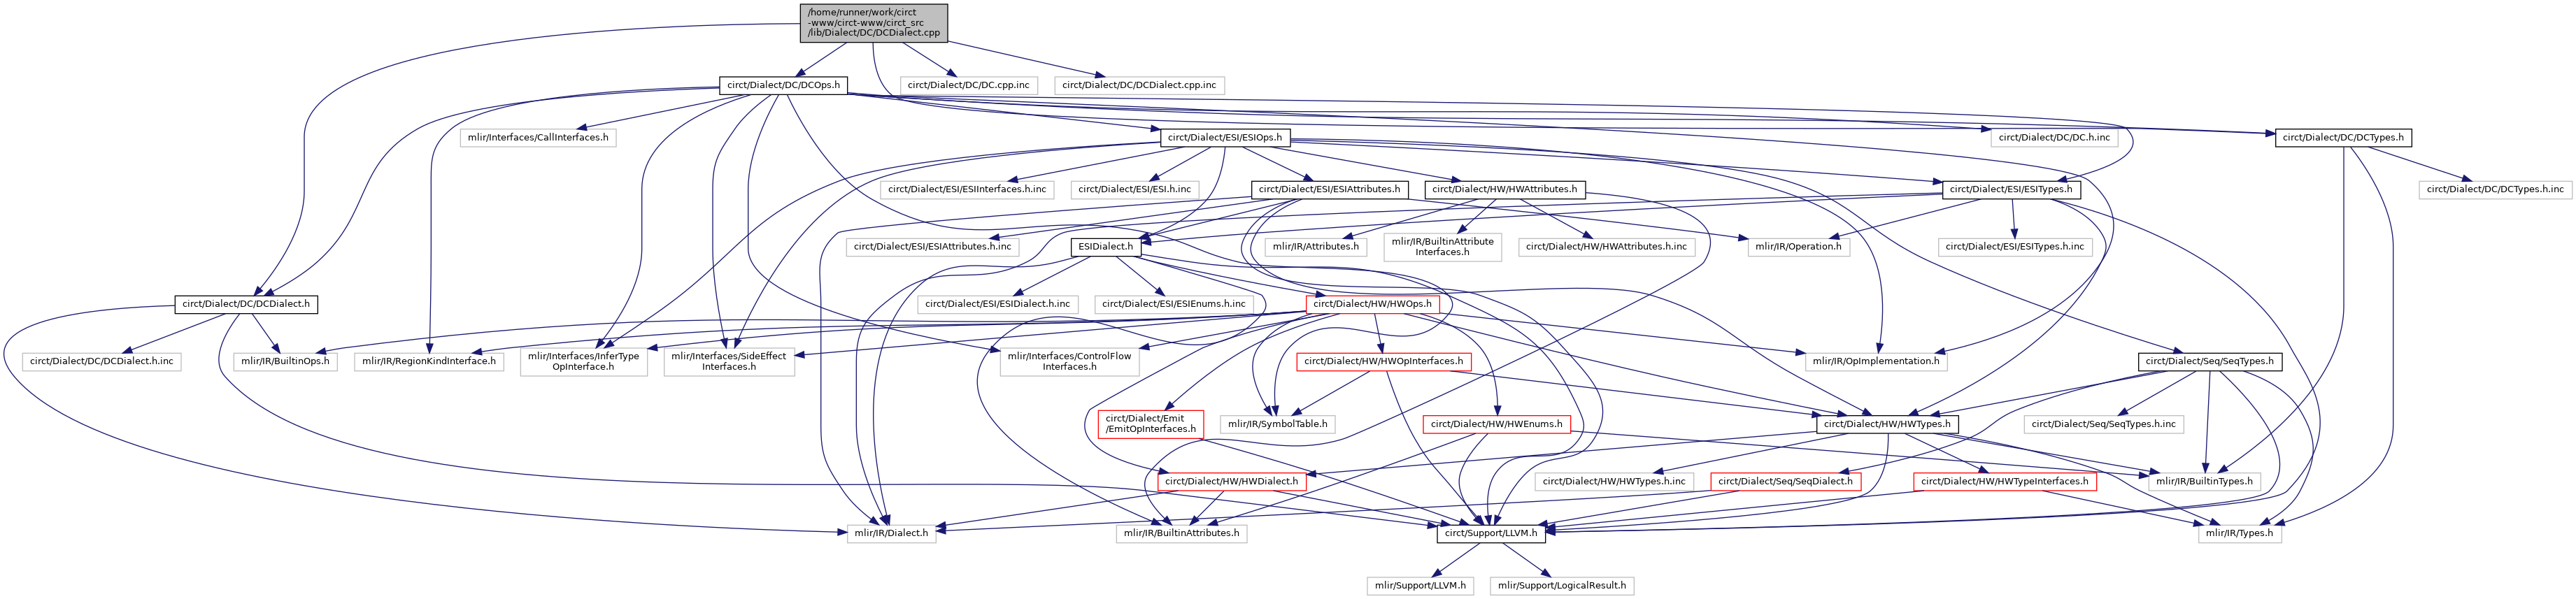 /home/runner/work/circt
-www/circt-www/circt_src
/lib/Dialect/DC/DCDialect.cpp
circt/Dialect/DC/DCOps.h
circt/Dialect/DC/DC.cpp.inc
circt/Dialect/DC/DCDialect.cpp.inc
mlir/Interfaces/CallInterfaces.h
circt/Dialect/ESI/ESIOps.h
circt/Dialect/DC/DC.h.inc
circt/Dialect/DC/DCTypes.h
circt/Dialect/ESI/ESIInterfaces.h.inc
circt/Dialect/ESI/ESI.h.inc
circt/Dialect/ESI/ESIAttributes.h
circt/Dialect/HW/HWAttributes.h
circt/Dialect/ESI/ESITypes.h
circt/Dialect/DC/DCTypes.h.inc
circt/Dialect/ESI/ESIAttributes.h.inc
ESIDialect.h
mlir/IR/Attributes.h
mlir/IR/BuiltinAttribute
Interfaces.h
circt/Dialect/HW/HWAttributes.h.inc
mlir/IR/Operation.h
circt/Dialect/ESI/ESITypes.h.inc
circt/Dialect/DC/DCDialect.h
circt/Dialect/ESI/ESIDialect.h.inc
circt/Dialect/ESI/ESIEnums.h.inc
circt/Dialect/HW/HWOps.h
circt/Dialect/DC/DCDialect.h.inc
mlir/IR/BuiltinOps.h
mlir/IR/RegionKindInterface.h
mlir/Interfaces/InferType
OpInterface.h
mlir/Interfaces/SideEffect
Interfaces.h
mlir/Interfaces/ControlFlow
Interfaces.h
circt/Dialect/HW/HWOpInterfaces.h
mlir/IR/OpImplementation.h
circt/Dialect/Seq/SeqTypes.h
circt/Dialect/Emit
/EmitOpInterfaces.h
mlir/IR/SymbolTable.h
circt/Dialect/HW/HWEnums.h
circt/Dialect/HW/HWTypes.h
circt/Dialect/Seq/SeqTypes.h.inc
circt/Dialect/HW/HWDialect.h
circt/Dialect/HW/HWTypes.h.inc
circt/Dialect/Seq/SeqDialect.h
circt/Dialect/HW/HWTypeInterfaces.h
mlir/IR/BuiltinTypes.h
mlir/IR/Dialect.h
mlir/IR/BuiltinAttributes.h
circt/Support/LLVM.h
mlir/IR/Types.h
mlir/Support/LLVM.h
mlir/Support/LogicalResult.h